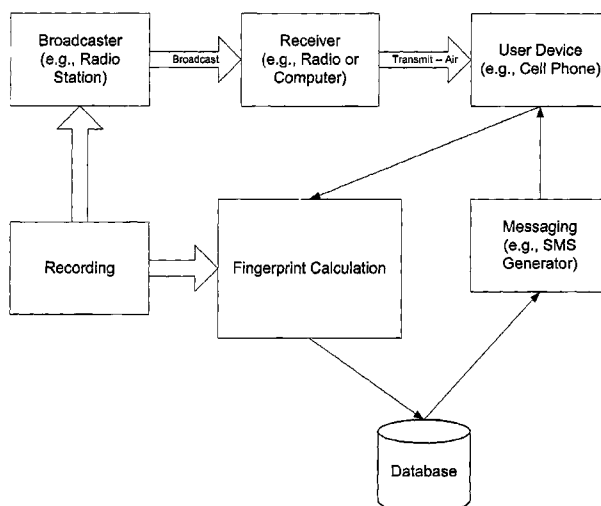 Broadcaster
(e.g., Radio
Station)
Broadcast
Receiver
(e.g., Radio or
Computer)
Transmit – Air
User Device
(e.g., Cell Phone)
Recording
Fingerprint Calculation
Messaging
(e.g., SMS
Generator)
Database